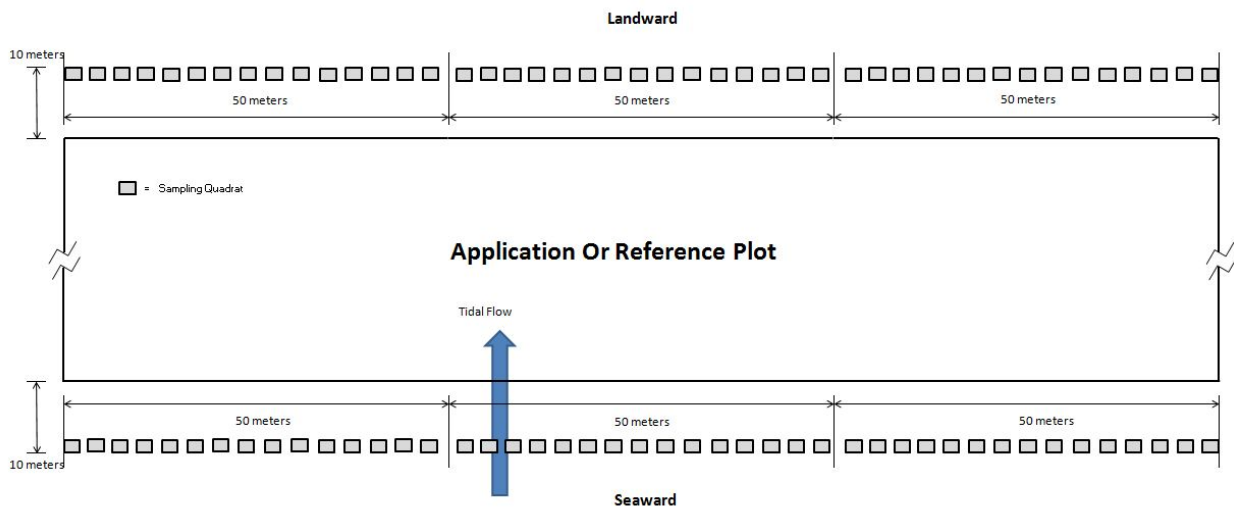 Landward
10 meters
50 meters
50 meters
50 meters
= Sampling Quadrat
Application Or Reference Plot
Tidal Flow
50 meters
50 meters
50 meters
10 meters
Seaward